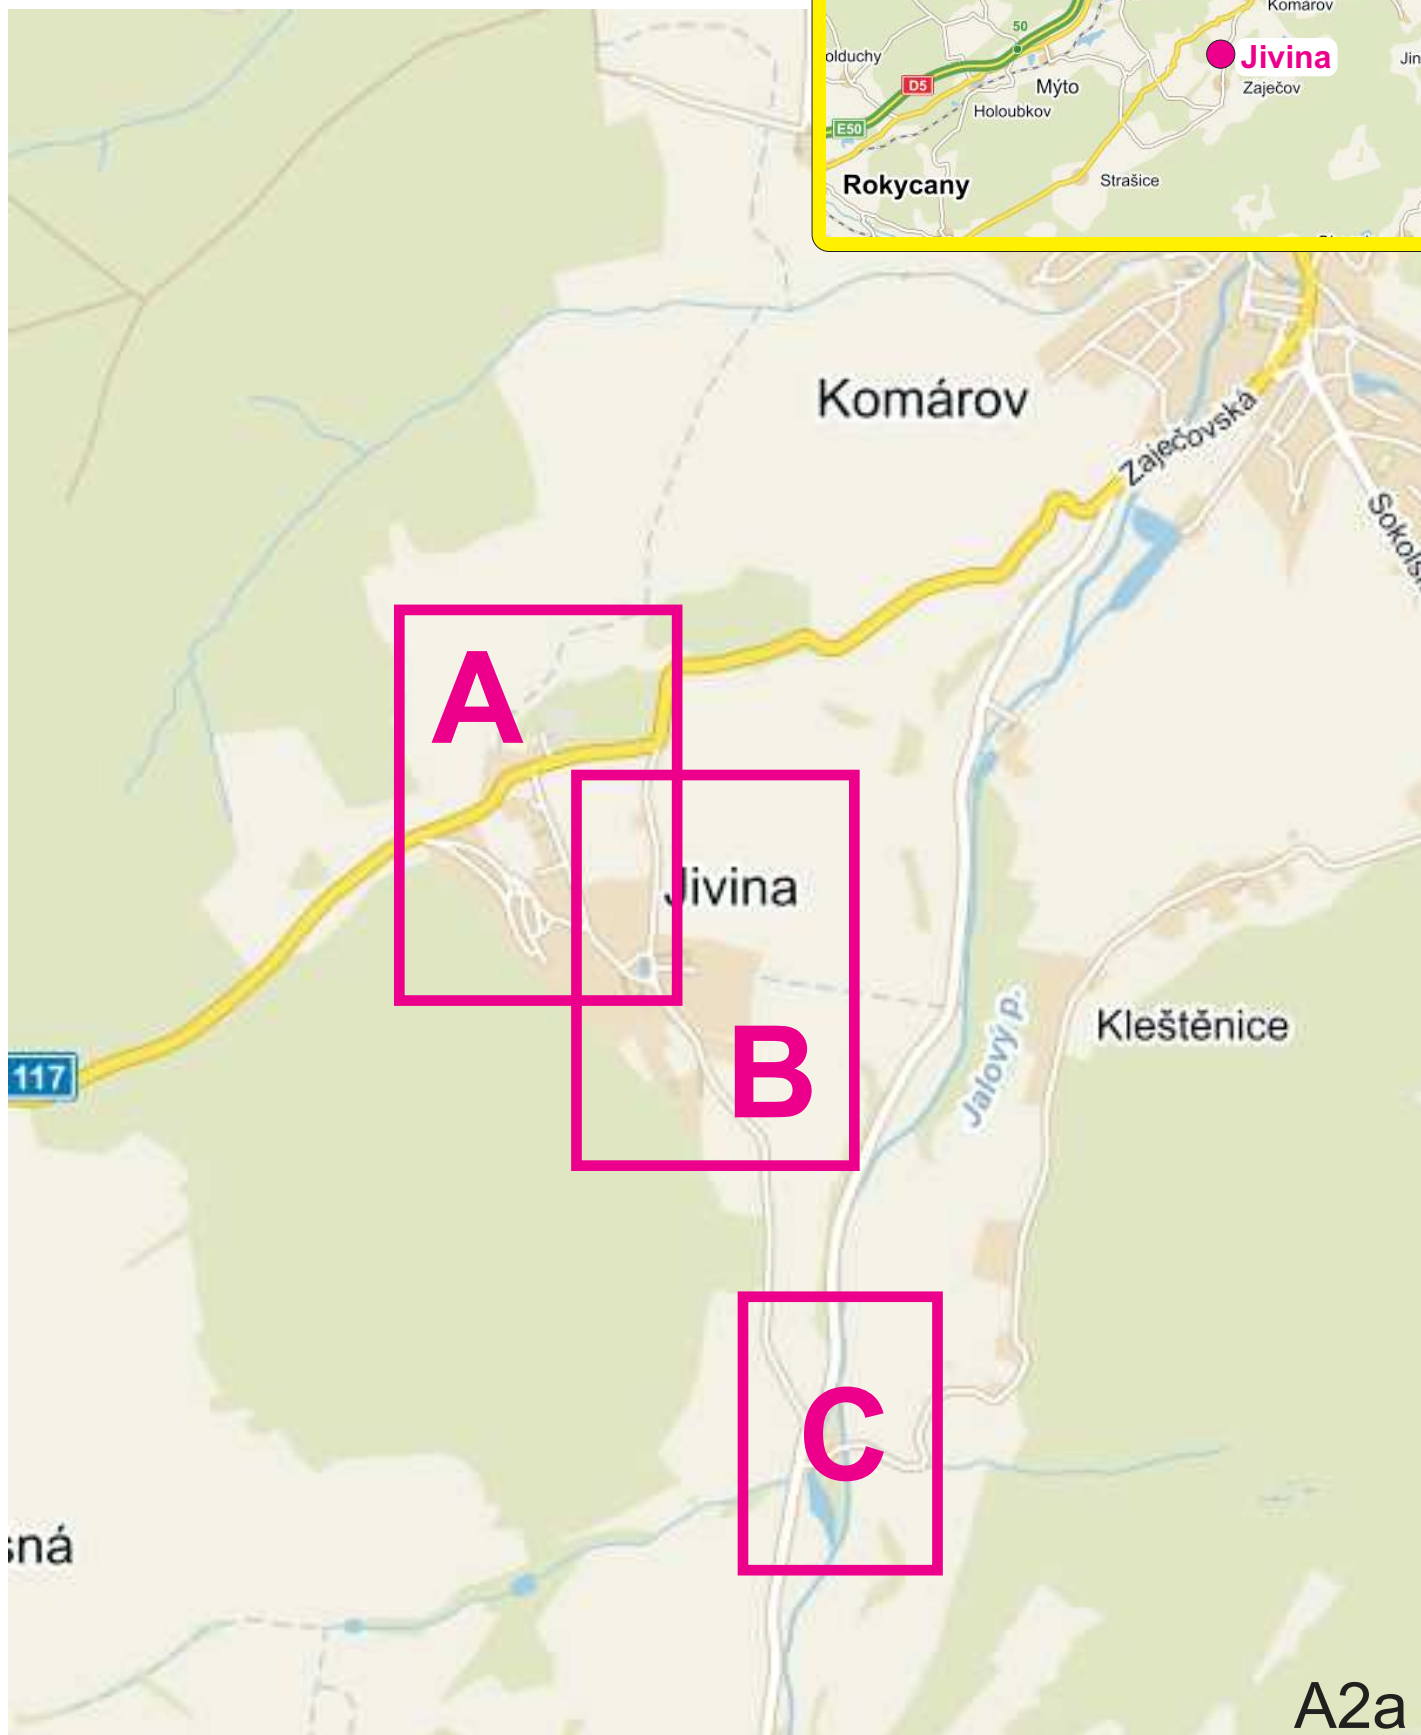 Komárov
50
olduchy
Jivina
Jin
D5
Mýto
Zaječov
Holoubkov
E50
Rokycany
Strašice
Komárov
Zaječovská
Sokols
A
Jivina
B
Kleštěnice
Jalový p.
117
C
sná
A2a